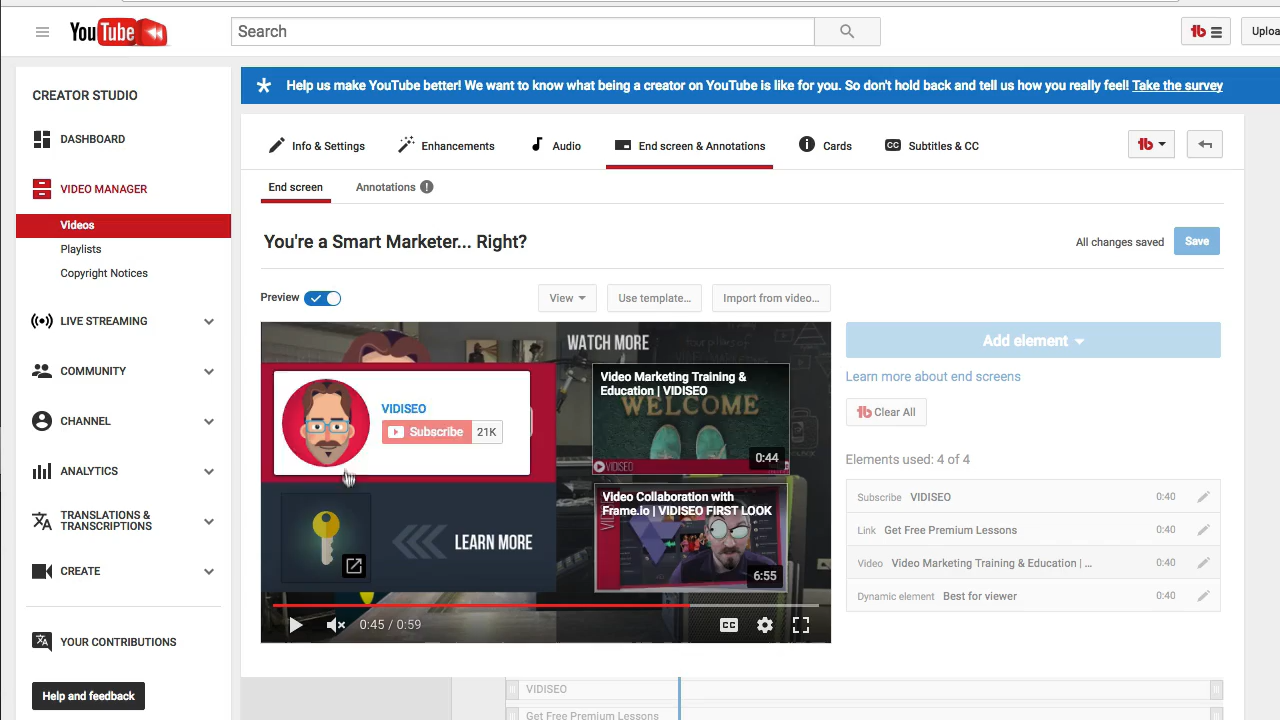 YouTube
Search
tb
Uploa
CREATOR STUDIO
DASHBOARD
VIDEO MANAGER
Videos
Playlists
Copyright Notices
LIVE STREAMING
COMMUNITY
CHANNEL
ANALYTICS
TRANSLATIONS &
TRANSCRIPTIONS
CREATE
YOUR CONTRIBUTIONS
Help and feedback
Help us make YouTube better! We want to know what being a creator on YouTube is like for you. So don't hold back and tell us how you really feel! Take the survey
Info & Settings
Enhancements
Audio
End screen & Annotations
Cards
CC Subtitles & CC
tb
End screen
Annotations !
You're a Smart Marketer... Right?
All changes saved
Save
Preview
View
Use template...
Import from video...
WATCH MORE
VIDISEO
Subscribe 21K
LEARN MORE
Video Marketing Training &
Education | VIDISEO
WELCOME
VIDISEO
0:44
Video Collaboration with
Frame.io | VIDISEO FIRST LOOK
6:55
0:45 / 0:59
CC
Add element
Learn more about end screens
tb Clear All
Elements used: 4 of 4
Subscribe VIDISEO 0:40
Link Get Free Premium Lessons 0:40
Video Video Marketing Training & Education | ... 0:40
Dynamic element Best for viewer 0:40
VIDISEO
Get Free Premium Lessons